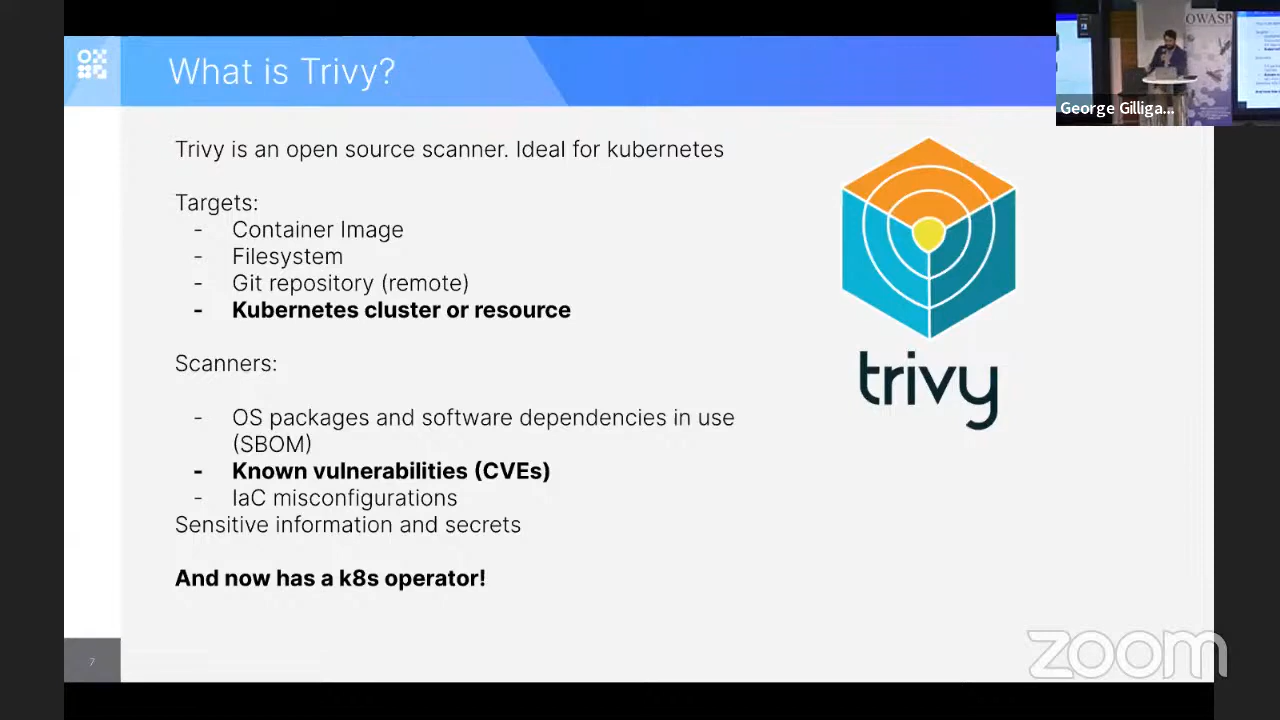 What is Trivy?
OWASP
George Gilliga...
Trivy is an open source scanner. Ideal for kubernetes
Targets:
- Container Image
- Filesystem
- Git repository (remote)
- Kubernetes cluster or resource
Scanners:
- OS packages and software dependencies in use
(SBOM)
- Known vulnerabilities (CVEs)
- IaC misconfigurations
Sensitive information and secrets
And now has a k8s operator!
trivy
7
zoom